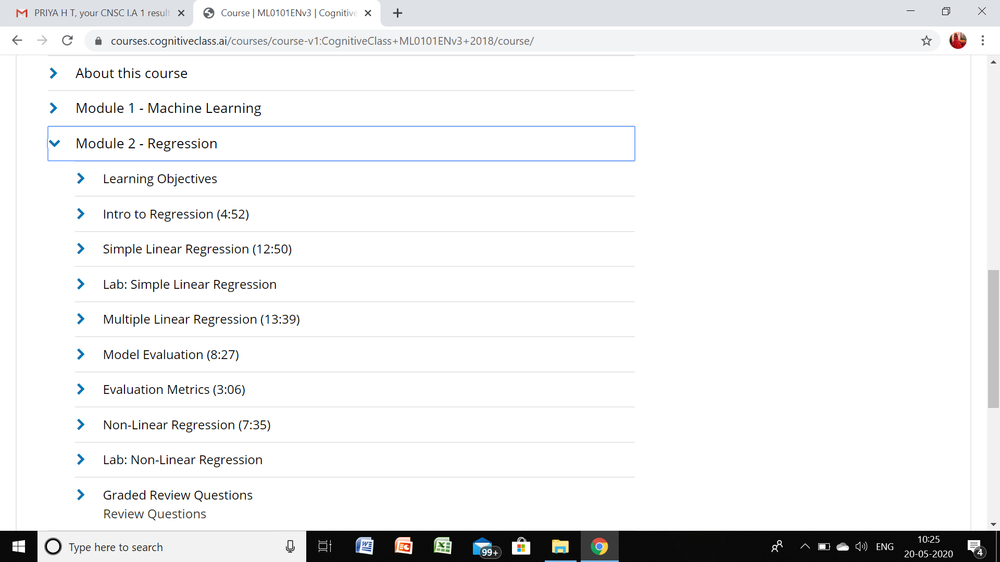 PRIYA H T, your CNSC I.A 1 result
Course | ML0101ENv3 | Cognitive
courses.cognitiveclass.ai/courses/course-v1:CognitiveClass+ML0101ENv3+2018/course/
About this course
Module 1 - Machine Learning
Module 2 - Regression
Learning Objectives
Intro to Regression (4:52)
Simple Linear Regression (12:50)
Lab: Simple Linear Regression
Multiple Linear Regression (13:39)
Model Evaluation (8:27)
Evaluation Metrics (3:06)
Non-Linear Regression (7:35)
Lab: Non-Linear Regression
Graded Review Questions
Review Questions
Type here to search
99+
ENG
10:25
20-05-2020
4